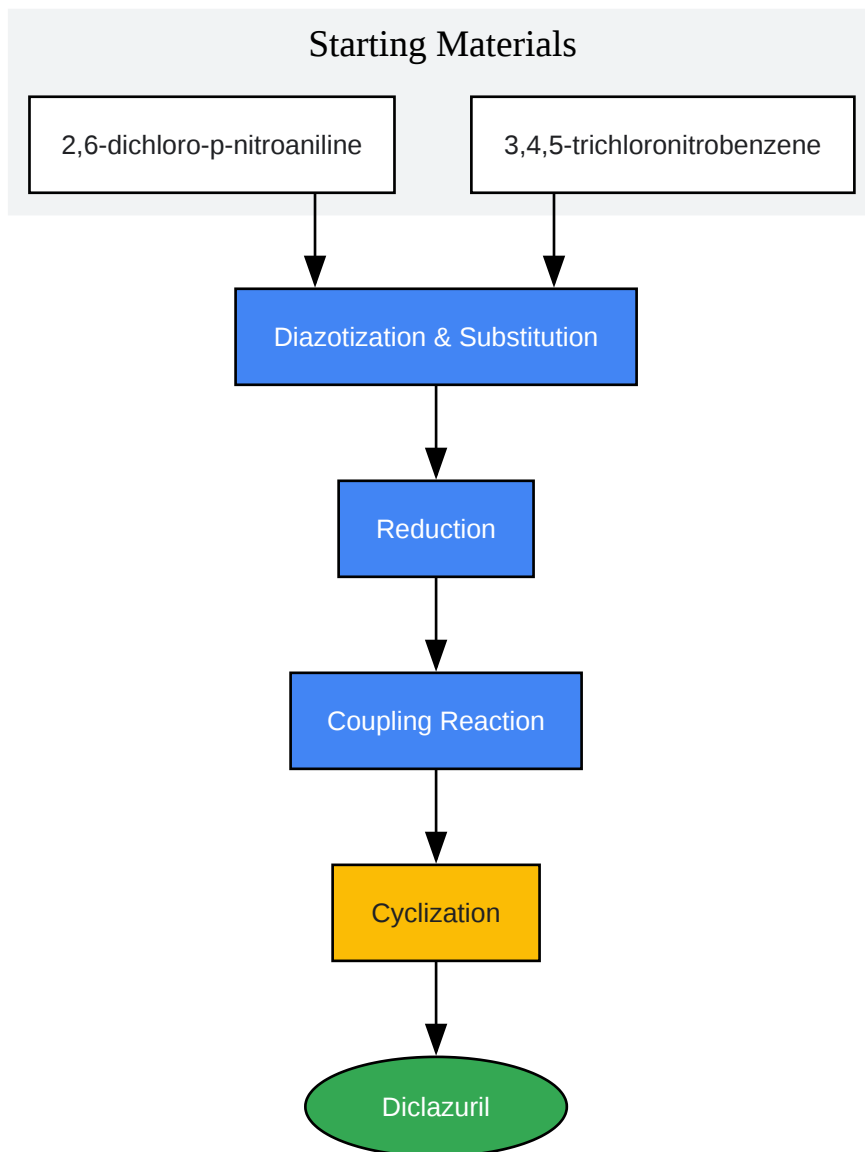 Starting Materials
2,6-dichloro-p-nitroaniline
3,4,5-trichloronitrobenzene
Diazotization & Substitution
Reduction
Coupling Reaction
Cyclization
Diclazuril